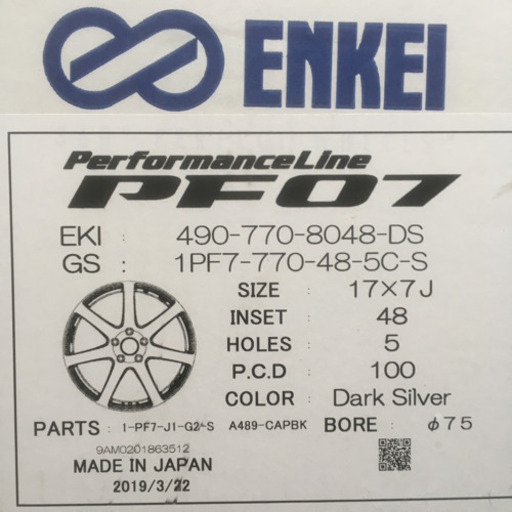 ENKEI
PerformanceLine
PF07
EKI : 490-770-8048-DS
GS : 1PF7-770-48-5C-S
SIZE : 17×7J
INSET : 48
HOLES : 5
P.C.D : 100
COLOR : Dark Silver
PARTS : 1-PF7-J1-G2-S A489-CAPBK BORE : φ75
9AM0201863512
MADE IN JAPAN
2019/3/22